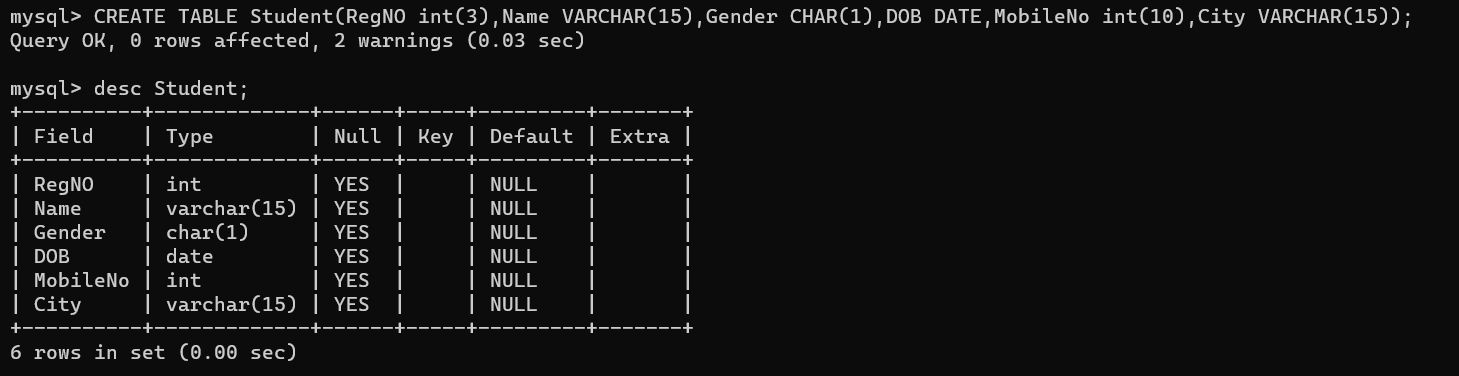 mysql> CREATE TABLE Student(RegNO int(3),Name VARCHAR(15),Gender CHAR(1),DOB DATE,MobileNo int(10),City VARCHAR(15));
Query OK, 0 rows affected, 2 warnings (0.03 sec)

mysql> desc Student;
+----------+-------------+------+-----+---------+-------+
| Field    | Type        | Null | Key | Default | Extra |
+----------+-------------+------+-----+---------+-------+
| RegNO    | int         | YES  |     | NULL    |       |
| Name     | varchar(15) | YES  |     | NULL    |       |
| Gender   | char(1)     | YES  |     | NULL    |       |
| DOB      | date        | YES  |     | NULL    |       |
| MobileNo | int         | YES  |     | NULL    |       |
| City     | varchar(15) | YES  |     | NULL    |       |
+----------+-------------+------+-----+---------+-------+
6 rows in set (0.00 sec)